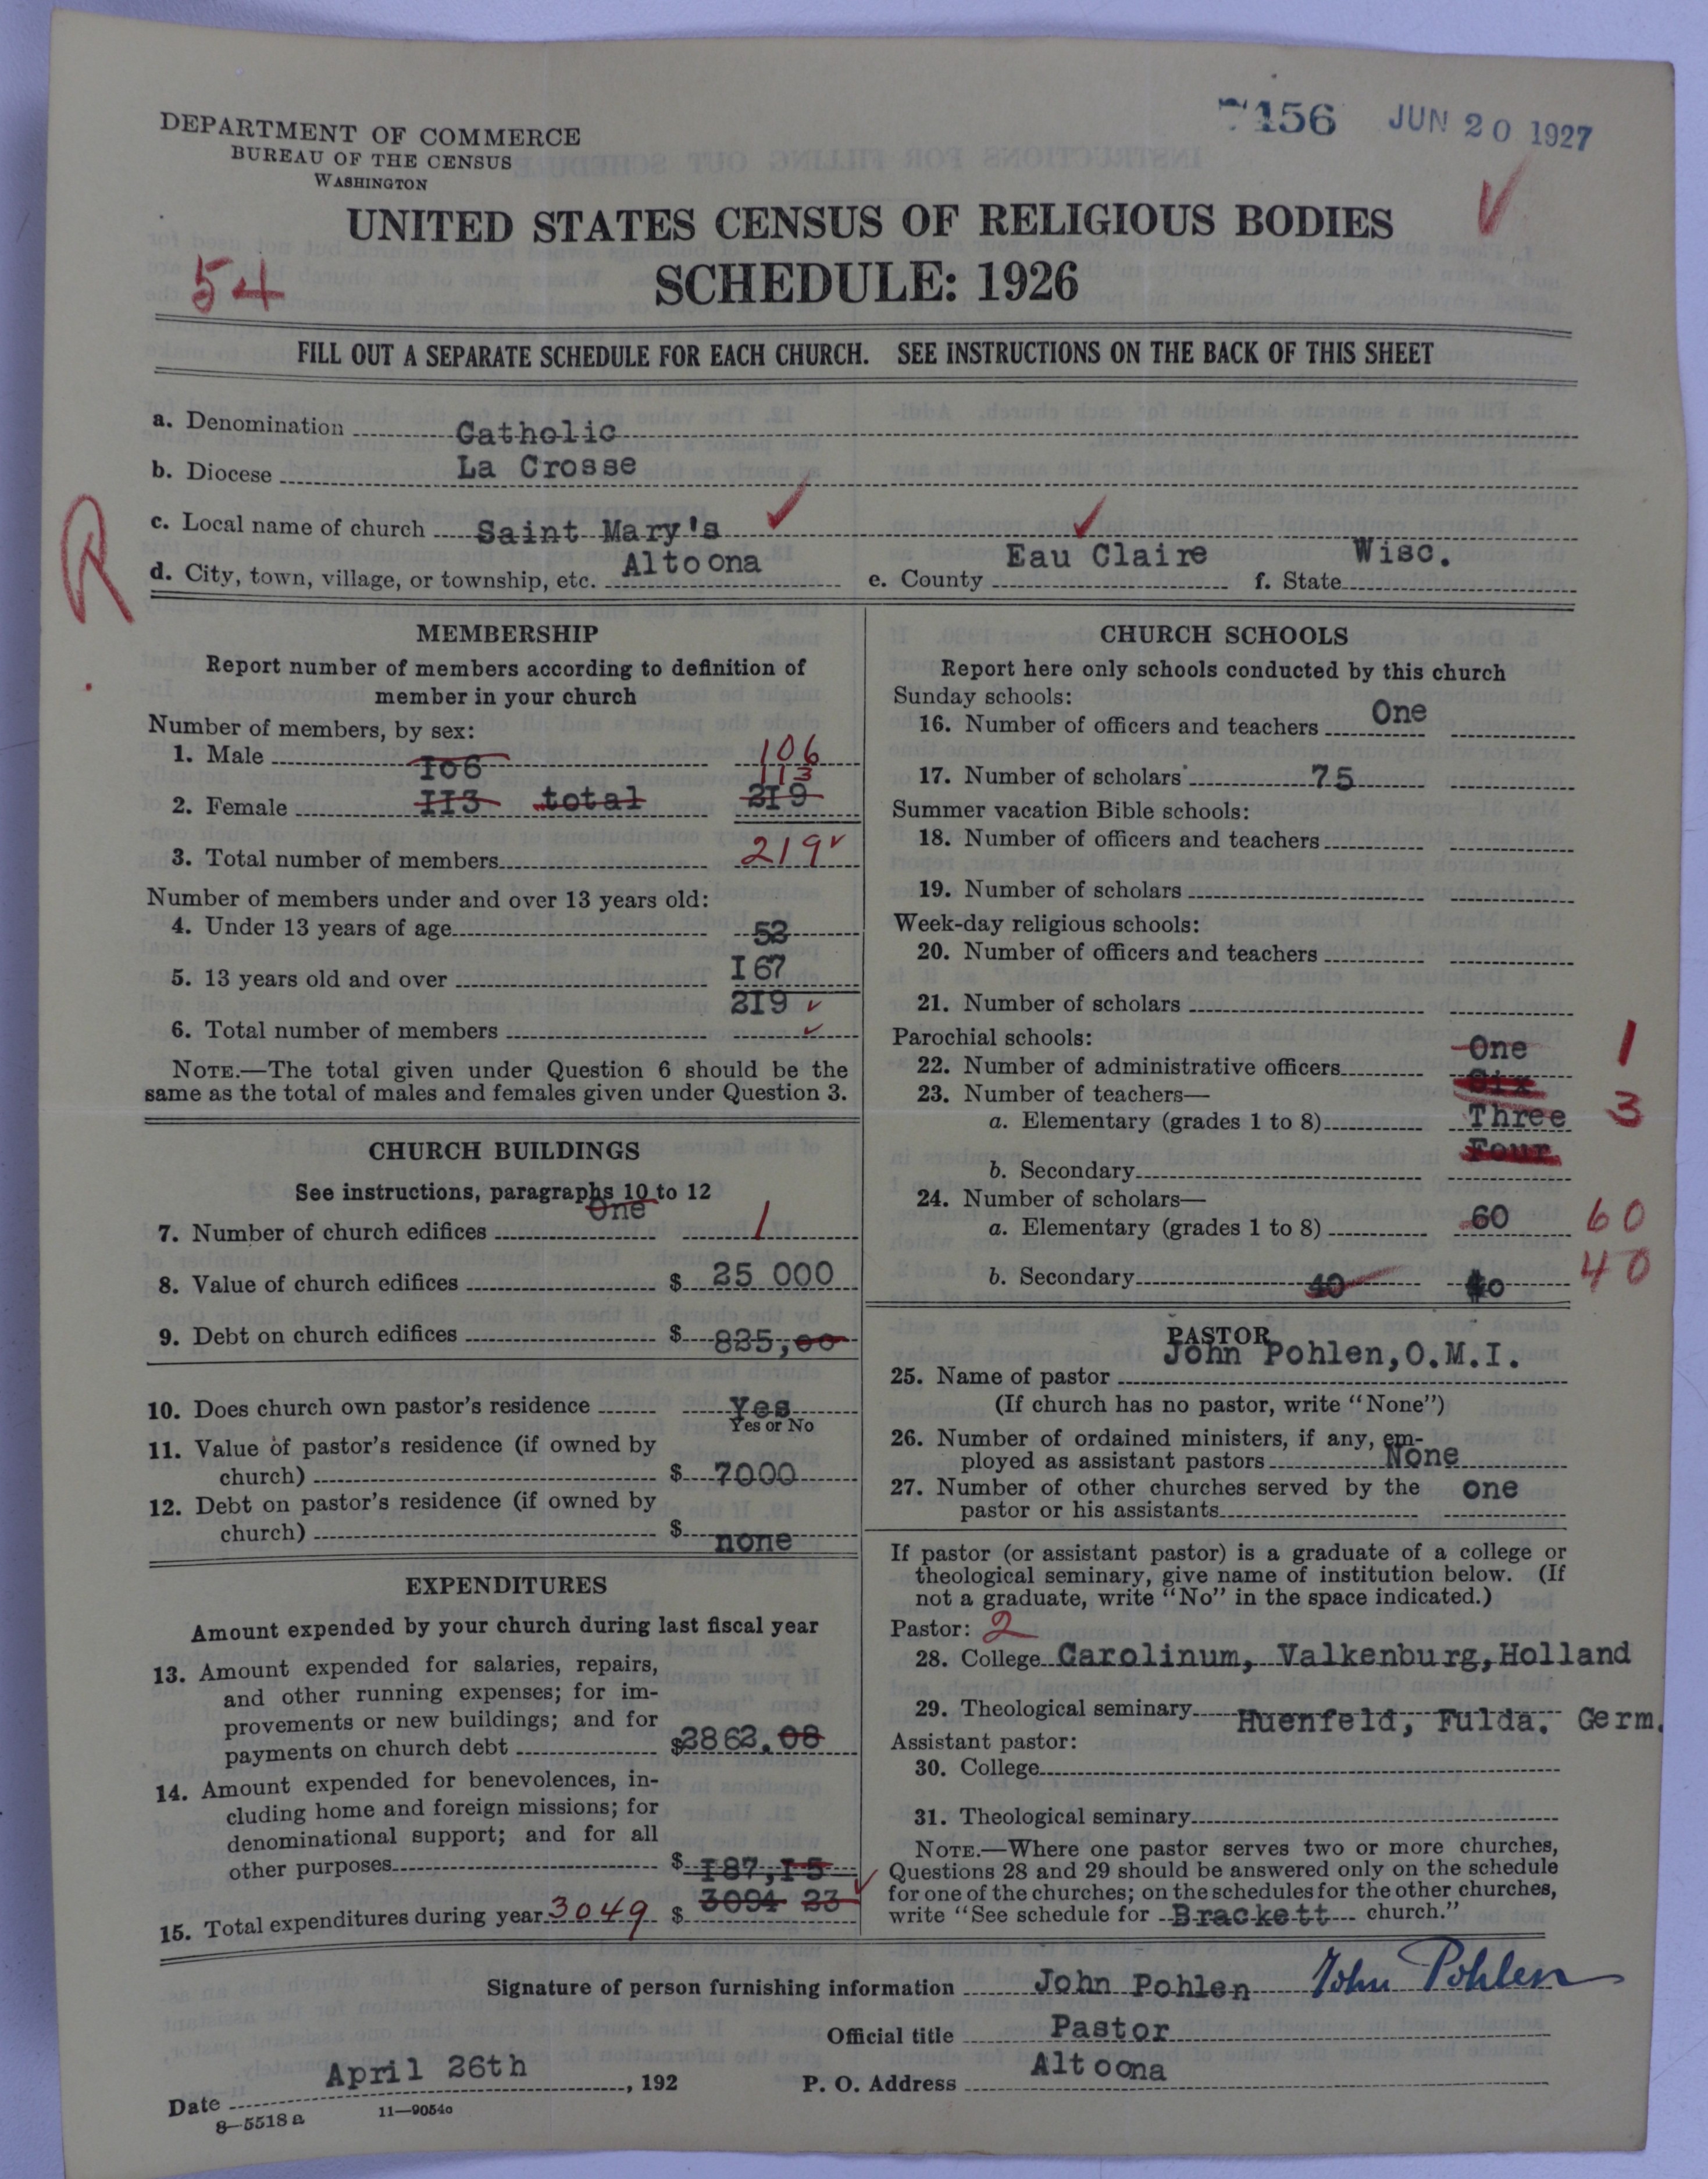 7156 JUN 20 1927
DEPARTMENT OF COMMERCE
BUREAU OF THE CENSUS
WASHINGTON
UNITED STATES CENSUS OF RELIGIOUS BODIES
54
SCHEDULE: 1926
FILL OUT A SEPARATE SCHEDULE FOR EACH CHURCH. SEE INSTRUCTIONS ON THE BACK OF THIS SHEET
a. Denomination Catholic
b. Diocese La Crosse
R
c. Local name of church Saint Mary's
d. City, town, village, or township, etc. Altoona e. County Eau Claire f. State Wisc.
MEMBERSHIP
Report number of members according to definition of
member in your church
Number of members, by sex:
1. Male I06 106
113
2. Female II3 total 2I9
3. Total number of members 219
Number of members under and over 13 years old:
4. Under 13 years of age 52
5. 13 years old and over I67
2I9
6. Total number of members
NOTE.—The total given under Question 6 should be the
same as the total of males and females given under Question 3.
CHURCH BUILDINGS
See instructions, paragraphs 10 to 12
One
7. Number of church edifices 1
8. Value of church edifices $ 25 000
9. Debt on church edifices $ 825,00
10. Does church own pastor's residence Yes
Yes or No
11. Value of pastor's residence (if owned by
church) $ 7000
12. Debt on pastor's residence (if owned by
church) $ none
EXPENDITURES
Amount expended by your church during last fiscal year
13. Amount expended for salaries, repairs,
and other running expenses; for im-
provements or new buildings; and for
payments on church debt $2862.08
14. Amount expended for benevolences, in-
cluding home and foreign missions; for
denominational support; and for all
other purposes $ I87,I5
15. Total expenditures during year 3049 $ 3094 23
CHURCH SCHOOLS
Report here only schools conducted by this church
Sunday schools:
16. Number of officers and teachers One
17. Number of scholars 75
Summer vacation Bible schools:
18. Number of officers and teachers
19. Number of scholars
Week-day religious schools:
20. Number of officers and teachers
21. Number of scholars
Parochial schools:
22. Number of administrative officers One 1
Six
23. Number of teachers—
a. Elementary (grades 1 to 8) Three 3
Four
b. Secondary
24. Number of scholars—
a. Elementary (grades 1 to 8) 60 60
b. Secondary 40 40 40
PASTOR
25. Name of pastor John Pohlen,O.M.I.
(If church has no pastor, write "None")
26. Number of ordained ministers, if any, em-
ployed as assistant pastors None
27. Number of other churches served by the one
pastor or his assistants
If pastor (or assistant pastor) is a graduate of a college or
theological seminary, give name of institution below. (If
not a graduate, write "No" in the space indicated.)
Pastor: 2
28. College Carolinum, Valkenburg,Holland
29. Theological seminary Huenfeld, Fulda. Germ.
Assistant pastor:
30. College
31. Theological seminary
NOTE.—Where one pastor serves two or more churches,
Questions 28 and 29 should be answered only on the schedule
for one of the churches; on the schedules for the other churches,
write "See schedule for Brackett church."
Signature of person furnishing information John Pohlen John Pohlen
Official title Pastor
Date April 26th, 192 P. O. Address Altoona
8—5518 a 11—9054c